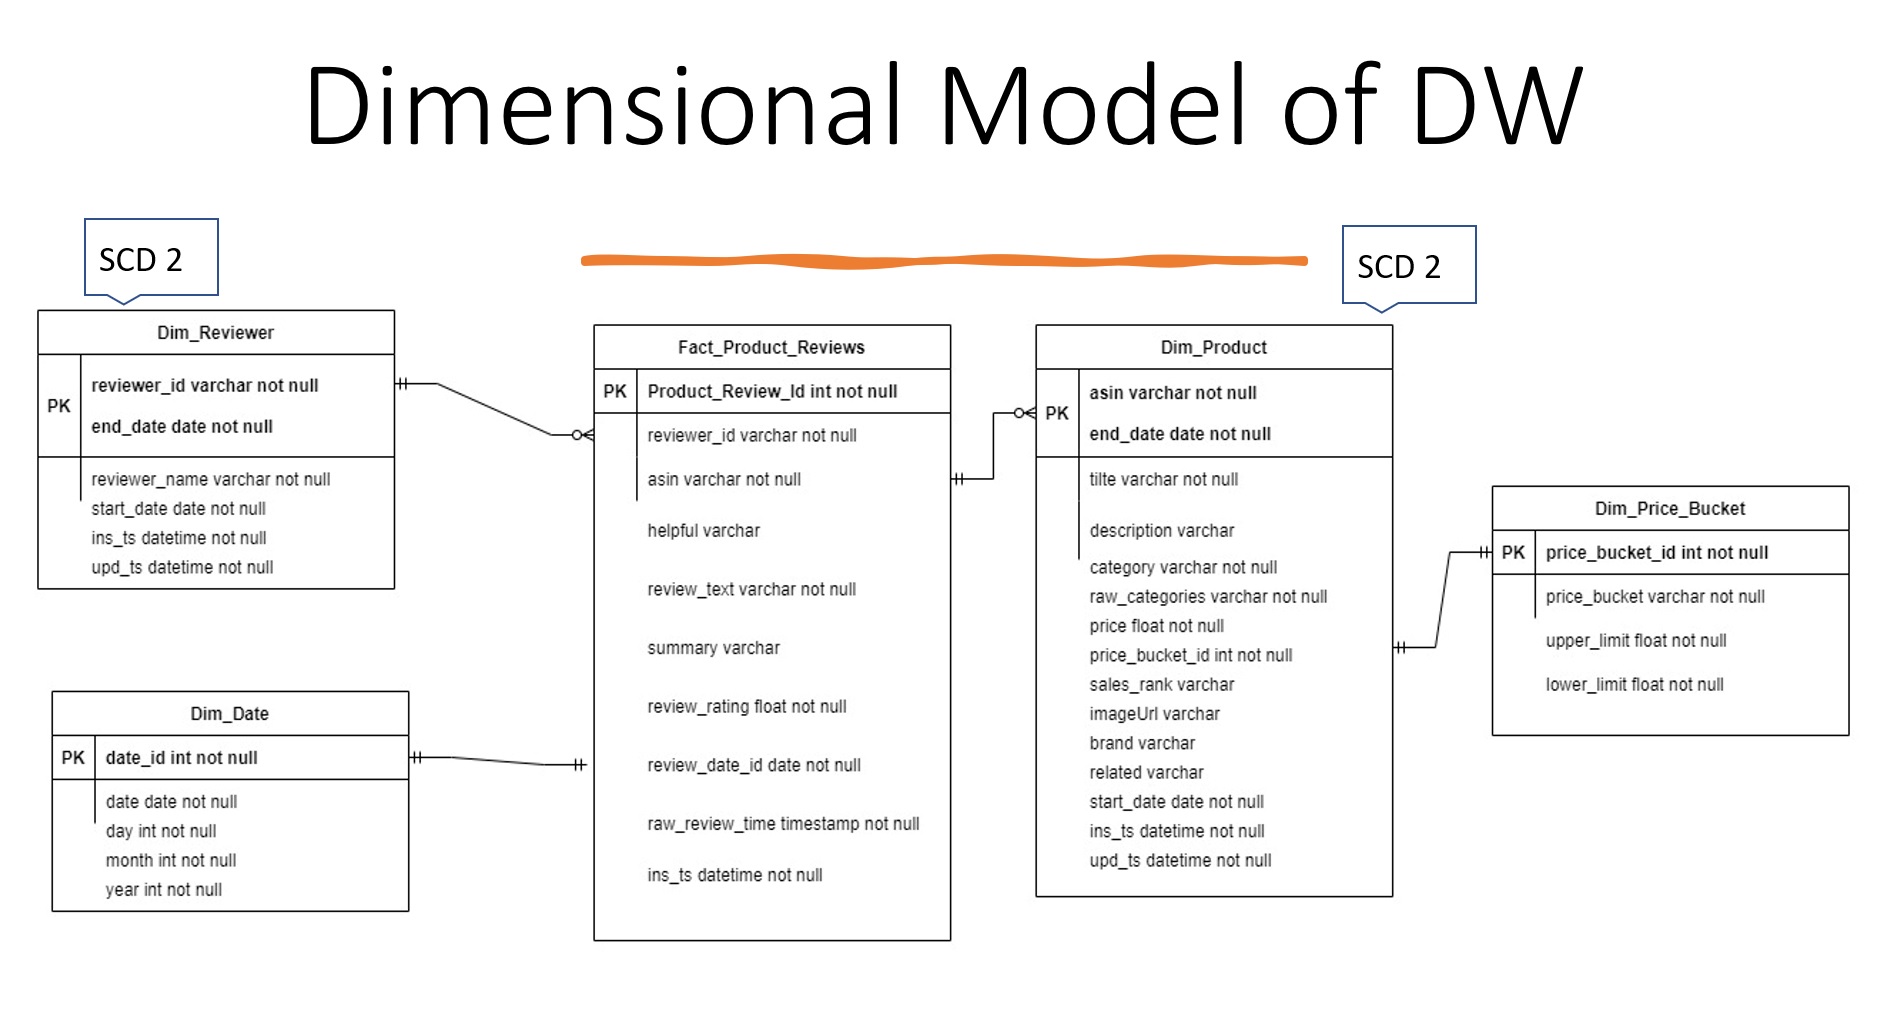 Dimensional Model of DW
SCD 2
SCD 2
Dim_Reviewer
PK
reviewer_id varchar not null
end_date date not null
reviewer_name varchar not null
start_date date not null
ins_ts datetime not null
upd_ts datetime not null
Dim_Date
PK
date_id int not null
date date not null
day int not null
month int not null
year int not null
Fact_Product_Reviews
PK
Product_Review_Id int not null
reviewer_id varchar not null
asin varchar not null
helpful varchar
review_text varchar not null
summary varchar
review_rating float not null
review_date_id date not null
raw_review_time timestamp not null
ins_ts datetime not null
Dim_Product
PK
asin varchar not null
end_date date not null
tilte varchar not null
description varchar
category varchar not null
raw_categories varchar not null
price float not null
price_bucket_id int not null
sales_rank varchar
imageUrl varchar
brand varchar
related varchar
start_date date not null
ins_ts datetime not null
upd_ts datetime not null
Dim_Price_Bucket
PK
price_bucket_id int not null
price_bucket varchar not null
upper_limit float not null
lower_limit float not null